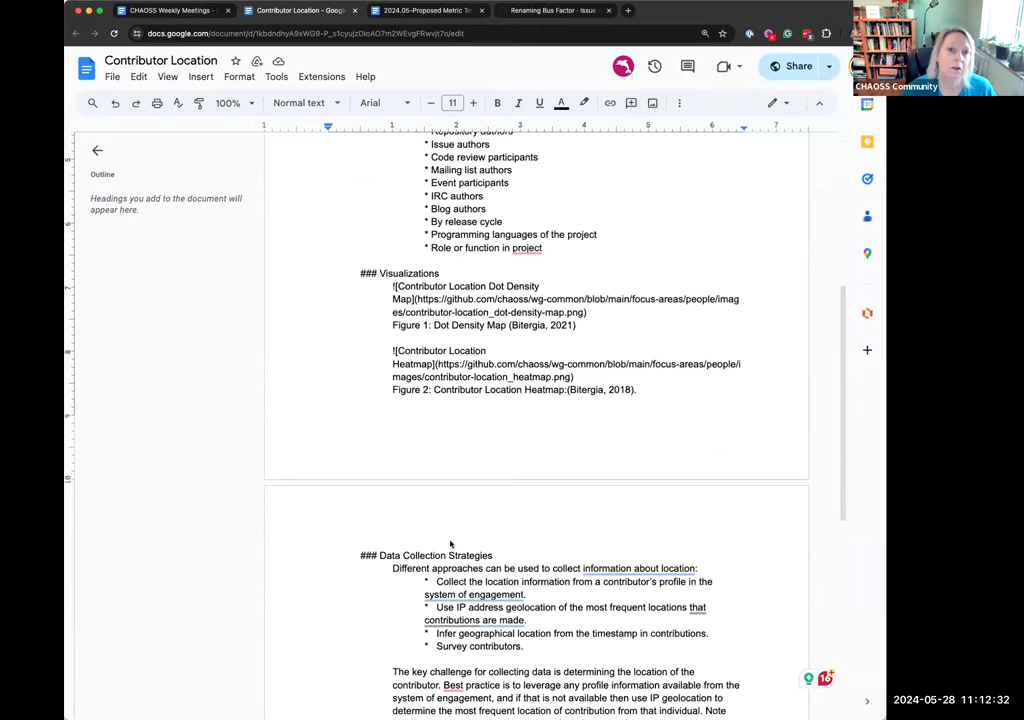 CHAOSS Weekly Meetings -
Contributor Location - Goog
2024.05-Proposed Metric Te
Renaming Bus Factor · Issue
docs.google.com/document/d/1kbdndhyA9xWG9-P_s1cyujzDioAO7m2WEvgFRwvjt7o/edit
Contributor Location
File Edit View Insert Format Tools Extensions Help
Share
CHAOSS Community
100% Normal text Arial 11
1 1 2 3 4 5 6 7
Outline
Headings you add to the document will
appear here.
* Repository authors
* Issue authors
* Code review participants
* Mailing list authors
* Event participants
* IRC authors
* Blog authors
* By release cycle
* Programming languages of the project
* Role or function in project
### Visualizations
![Contributor Location Dot Density
Map](https://github.com/chaoss/wg-common/blob/main/focus-areas/people/imag
es/contributor-location_dot-density-map.png)
Figure 1: Dot Density Map (Bitergia, 2021)
![Contributor Location
Heatmap](https://github.com/chaoss/wg-common/blob/main/focus-areas/people/i
mages/contributor-location_heatmap.png)
Figure 2: Contributor Location Heatmap:(Bitergia, 2018).
### Data Collection Strategies
Different approaches can be used to collect information about location:
* Collect the location information from a contributor's profile in the
system of engagement.
* Use IP address geolocation of the most frequent locations that
contributions are made.
* Infer geographical location from the timestamp in contributions.
* Survey contributors.
The key challenge for collecting data is determining the location of the
contributor. Best practice is to leverage any profile information available from the
system of engagement, and if that is not available then use IP geolocation to
determine the most frequent location of contribution from that individual. Note
16
2024-05-28 11:12:32